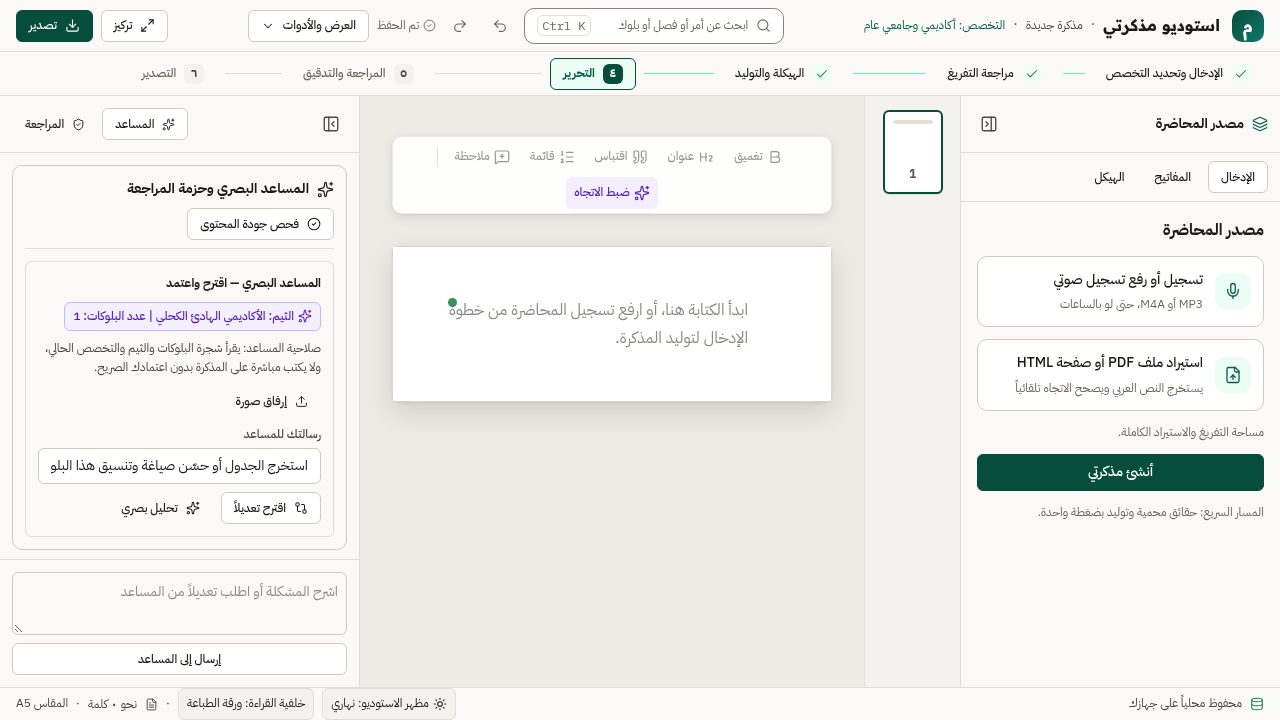 م
استوديو مذكرتي · مذكرة جديدة · التخصص: أكاديمي وجامعي عام
ابحث عن أمر أو فصل أو بلوك
Ctrl K
تم الحفظ
العرض والأدوات
تركيز
تصدير
الإدخال وتحديد التخصص
مراجعة التفريغ
الهيكلة والتوليد
٤ التحرير
٥ المراجعة والتدقيق
٦ التصدير
مصدر المحاضرة
الإدخال
المفاتيح
الهيكل
مصدر المحاضرة
تسجيل أو رفع تسجيل صوتي
MP3 أو M4A، حتى لو بالساعات
استيراد ملف PDF أو صفحة HTML
يستخرج النص العربي ويصحح الاتجاه تلقائياً
مساحة التفريغ والاستيراد الكاملة.
أنشئ مذكرتي
المسار السريع: حقائق محمية وتوليد بضغطة واحدة.
1
تغميق
H2 عنوان
اقتباس
قائمة
ملاحظة
ضبط الاتجاه
ابدأ الكتابة هنا، أو ارفع تسجيل المحاضرة من خطوة
الإدخال لتوليد المذكرة.
المساعد
المراجعة
المساعد البصري وحزمة المراجعة
فحص جودة المحتوى
المساعد البصري — اقترح واعتمد
الثيم: الأكاديمي الهادئ الكحلي | عدد البلوكات: 1
صلاحية المساعد: يقرأ شجرة البلوكات والثيم والتخصص الحالي،
ولا يكتب مباشرة على المذكرة بدون اعتمادك الصريح.
إرفاق صورة
رسالتك للمساعد
استخرج الجدول أو حسّن صياغة وتنسيق هذا البلو
اقترح تعديلاً
تحليل بصري
اشرح المشكلة أو اطلب تعديلاً من المساعد
إرسال إلى المساعد
محفوظ محلياً على جهازك
مظهر الاستوديو: نهاري
خلفية القراءة: ورقة الطباعة
· نحو ٠ كلمة · المقاس A5